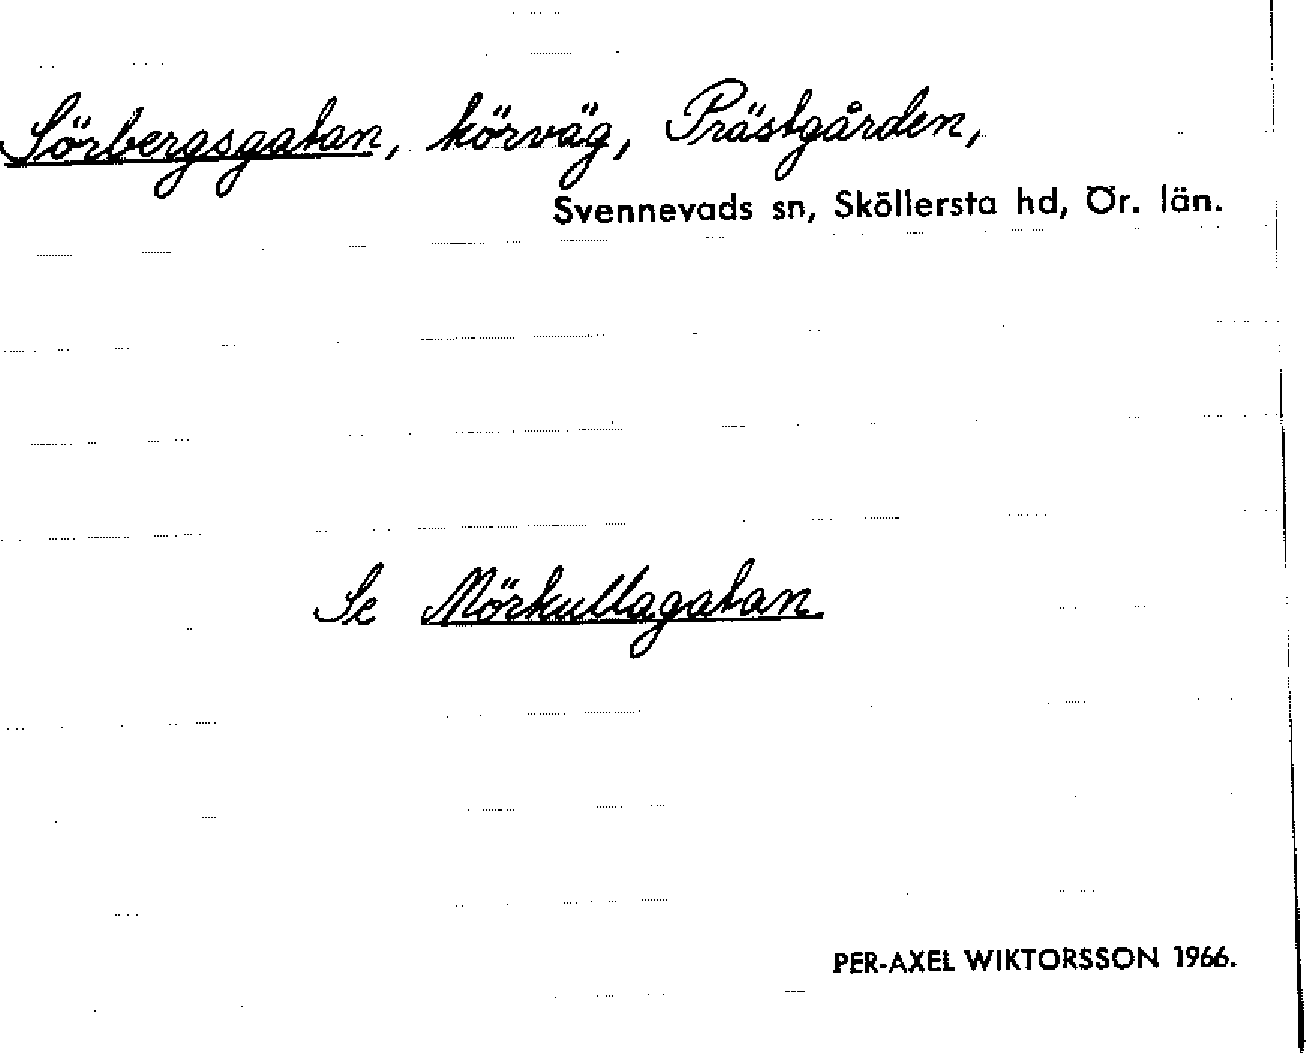 Sörbergsgatan, körväg, Prästgården,
Svennevads sn, Sköllersta hd, Ör. län.
Se Mörkullagatan.
PER-AXEL WIKTORSSON 1966.